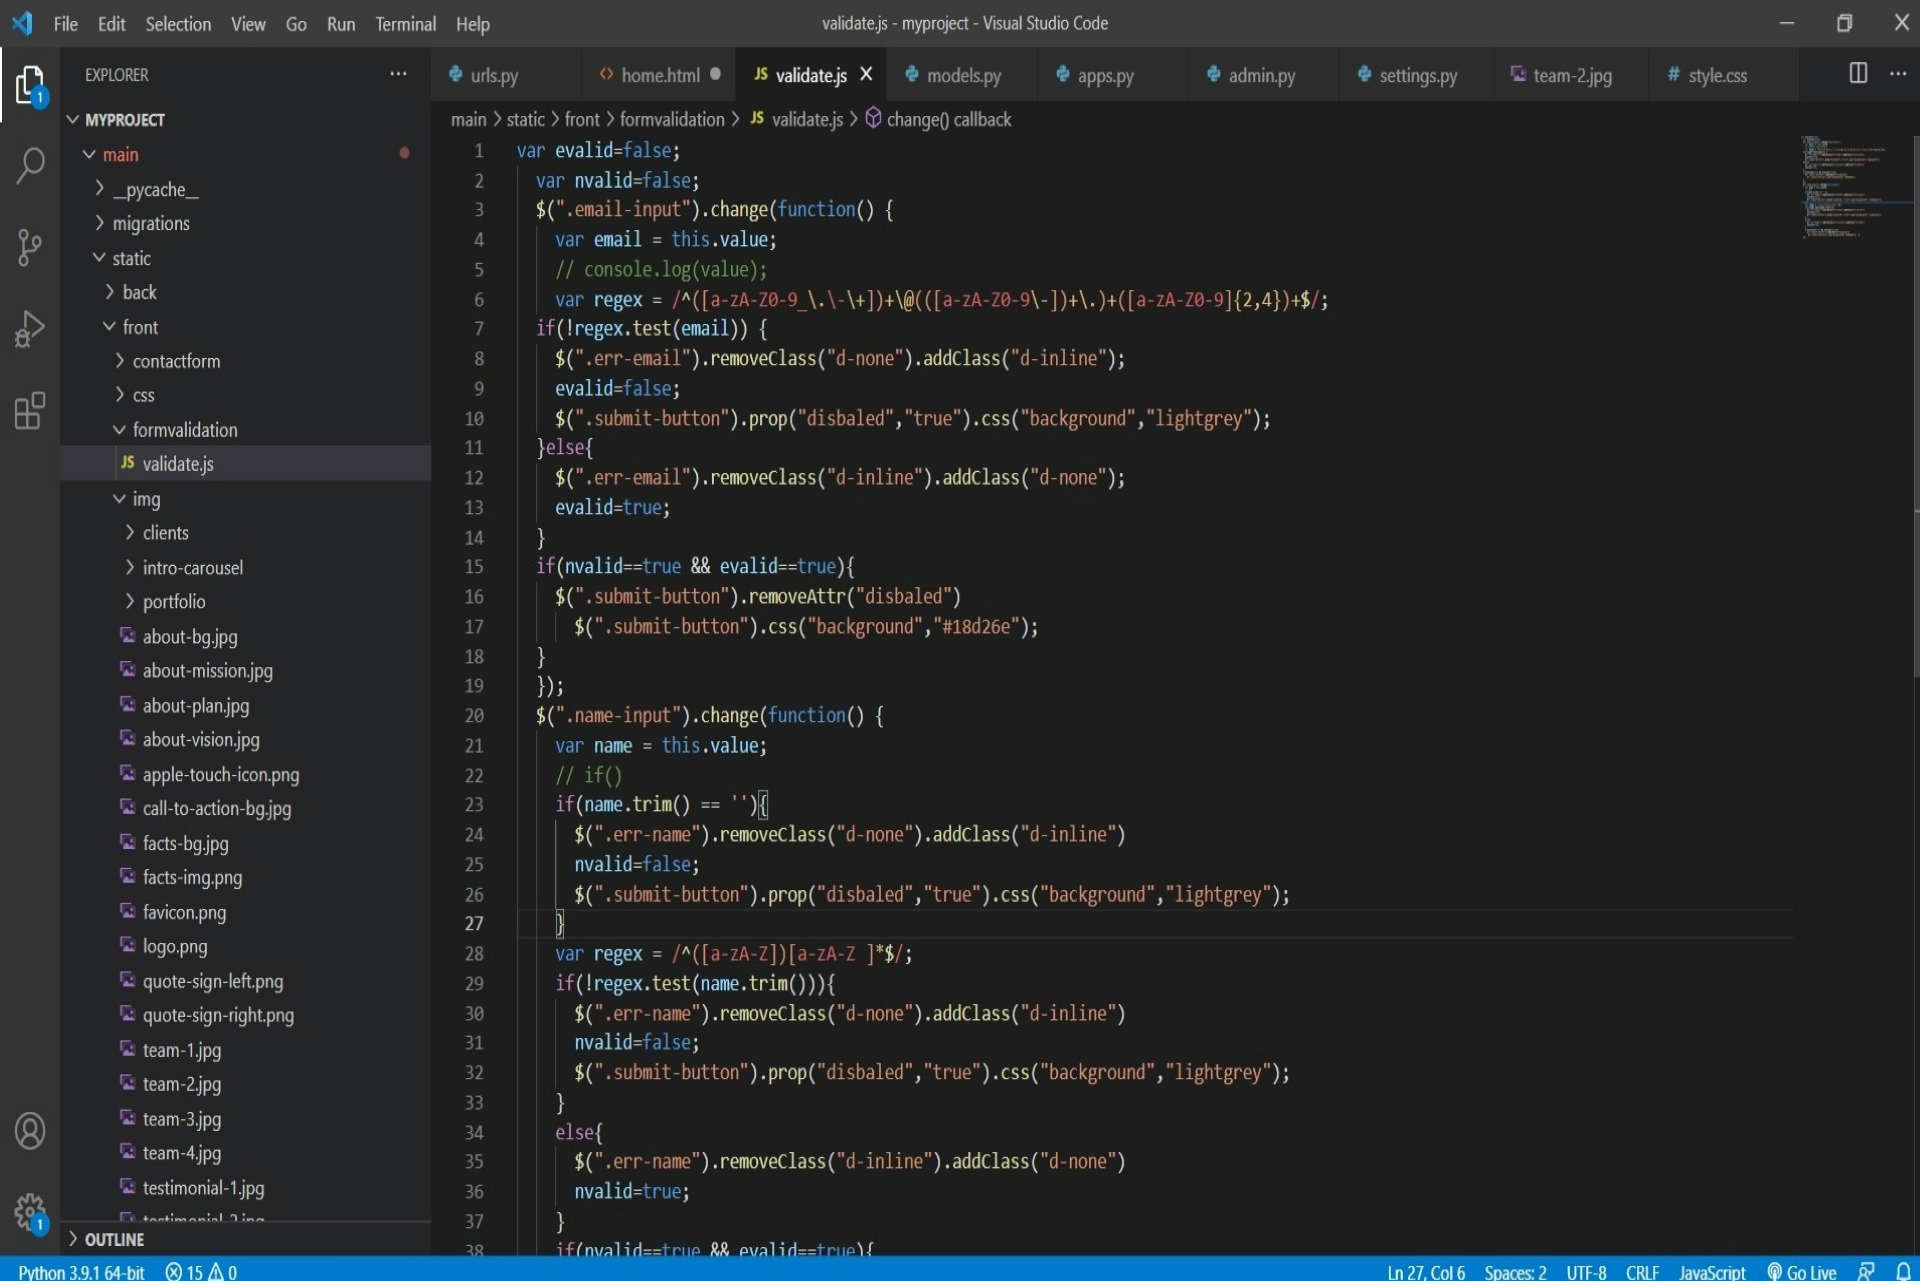 File Edit Selection View Go Run Terminal Help
validate.js - myproject - Visual Studio Code
EXPLORER
MYPROJECT
main
__pycache__
migrations
static
back
front
contactform
css
formvalidation
JS validate.js
img
clients
intro-carousel
portfolio
about-bg.jpg
about-mission.jpg
about-plan.jpg
about-vision.jpg
apple-touch-icon.png
call-to-action-bg.jpg
facts-bg.jpg
facts-img.png
favicon.png
logo.png
quote-sign-left.png
quote-sign-right.png
team-1.jpg
team-2.jpg
team-3.jpg
team-4.jpg
testimonial-1.jpg
testimonial-2.jpg
OUTLINE
1
1
urls.py <> home.html JS validate.js models.py apps.py admin.py settings.py team-2.jpg # style.css
main > static > front > formvalidation > JS validate.js > change() callback
1 var evalid=false;
2 var nvalid=false;
3 $(".email-input").change(function() {
4 var email = this.value;
5 // console.log(value);
6 var regex = /^([a-zA-Z0-9_\.\-\+])+\@(([a-zA-Z0-9\-])+\.)+([a-zA-Z0-9]{2,4})+$/;
7 if(!regex.test(email)) {
8 $(".err-email").removeClass("d-none").addClass("d-inline");
9 evalid=false;
10 $(".submit-button").prop("disbaled","true").css("background","lightgrey");
11 }else{
12 $(".err-email").removeClass("d-inline").addClass("d-none");
13 evalid=true;
14 }
15 if(nvalid==true && evalid==true){
16 $(".submit-button").removeAttr("disbaled")
17 $(".submit-button").css("background","#18d26e");
18 }
19 });
20 $(".name-input").change(function() {
21 var name = this.value;
22 // if()
23 if(name.trim() == ''){
24 $(".err-name").removeClass("d-none").addClass("d-inline")
25 nvalid=false;
26 $(".submit-button").prop("disbaled","true").css("background","lightgrey");
27 }
28 var regex = /^([a-zA-Z])[a-zA-Z ]*$/;
29 if(!regex.test(name.trim())){
30 $(".err-name").removeClass("d-none").addClass("d-inline")
31 nvalid=false;
32 $(".submit-button").prop("disbaled","true").css("background","lightgrey");
33 }
34 else{
35 $(".err-name").removeClass("d-inline").addClass("d-none")
36 nvalid=true;
37 }
38 if(nvalid==true && evalid==true){
Python 3.9.1 64-bit 15 0 Ln 27, Col 6 Spaces: 2 UTF-8 CRLF JavaScript Go Live